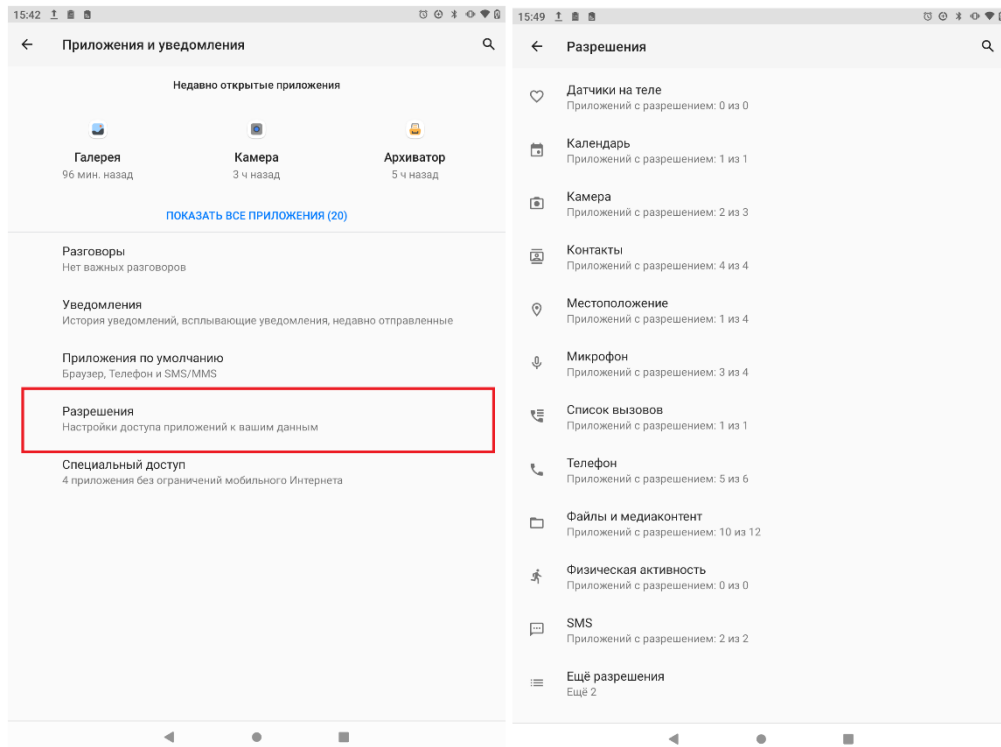 15:42
Приложения и уведомления
Недавно открытые приложения
Галерея
96 мин. назад
Камера
3 ч назад
Архиватор
5 ч назад
ПОКАЗАТЬ ВСЕ ПРИЛОЖЕНИЯ (20)
Разговоры
Нет важных разговоров
Уведомления
История уведомлений, всплывающие уведомления, недавно отправленные
Приложения по умолчанию
Браузер, Телефон и SMS/MMS
Разрешения
Настройки доступа приложений к вашим данным
Специальный доступ
4 приложения без ограничений мобильного Интернета
15:49
Разрешения
Датчики на теле
Приложений с разрешением: 0 из 0
Календарь
Приложений с разрешением: 1 из 1
Камера
Приложений с разрешением: 2 из 3
Контакты
Приложений с разрешением: 4 из 4
Местоположение
Приложений с разрешением: 1 из 4
Микрофон
Приложений с разрешением: 3 из 4
Список вызовов
Приложений с разрешением: 1 из 1
Телефон
Приложений с разрешением: 5 из 6
Файлы и медиаконтент
Приложений с разрешением: 10 из 12
Физическая активность
Приложений с разрешением: 0 из 0
SMS
Приложений с разрешением: 2 из 2
Ещё разрешения
Ещё 2